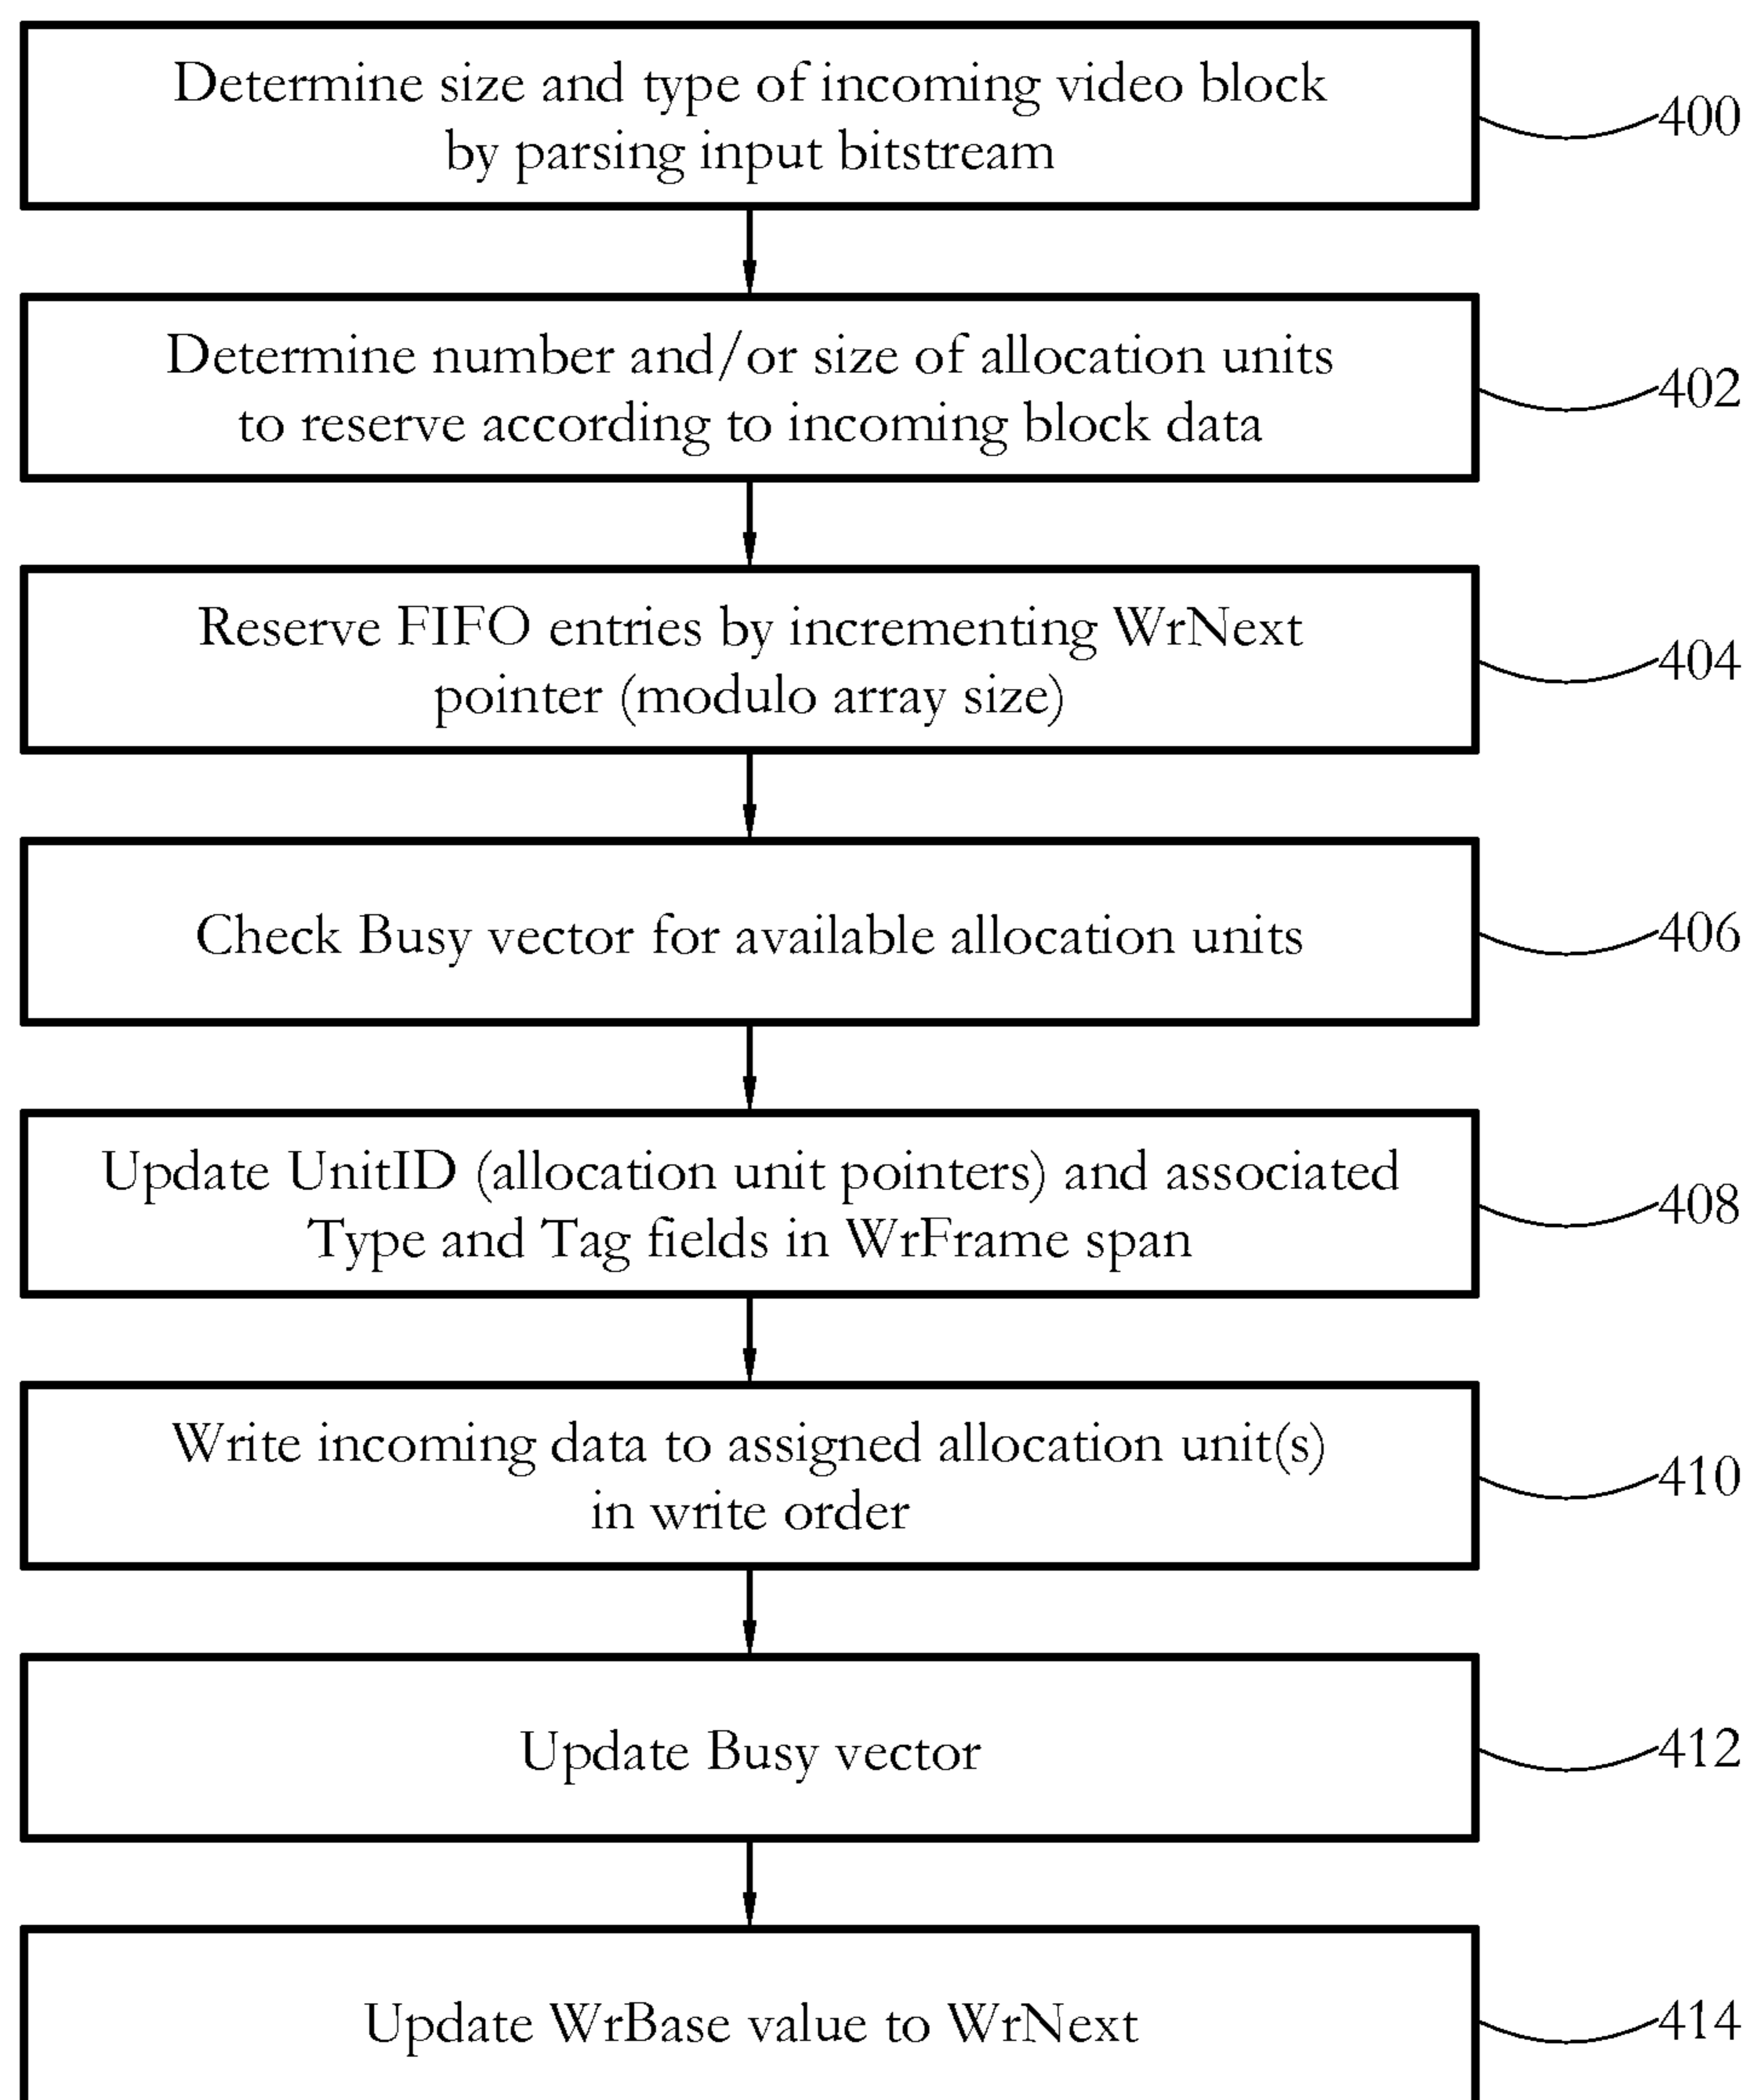 Determine size and type of incoming video block
by parsing input bitstream
400
Determine number and/or size of allocation units
to reserve according to incoming block data
402
Reserve FIFO entries by incrementing WrNext
pointer (modulo array size)
404
Check Busy vector for available allocation units
406
Update UnitID (allocation unit pointers) and associated
Type and Tag fields in WrFrame span
408
Write incoming data to assigned allocation unit(s)
in write order
410
Update Busy vector
412
Update WrBase value to WrNext
414